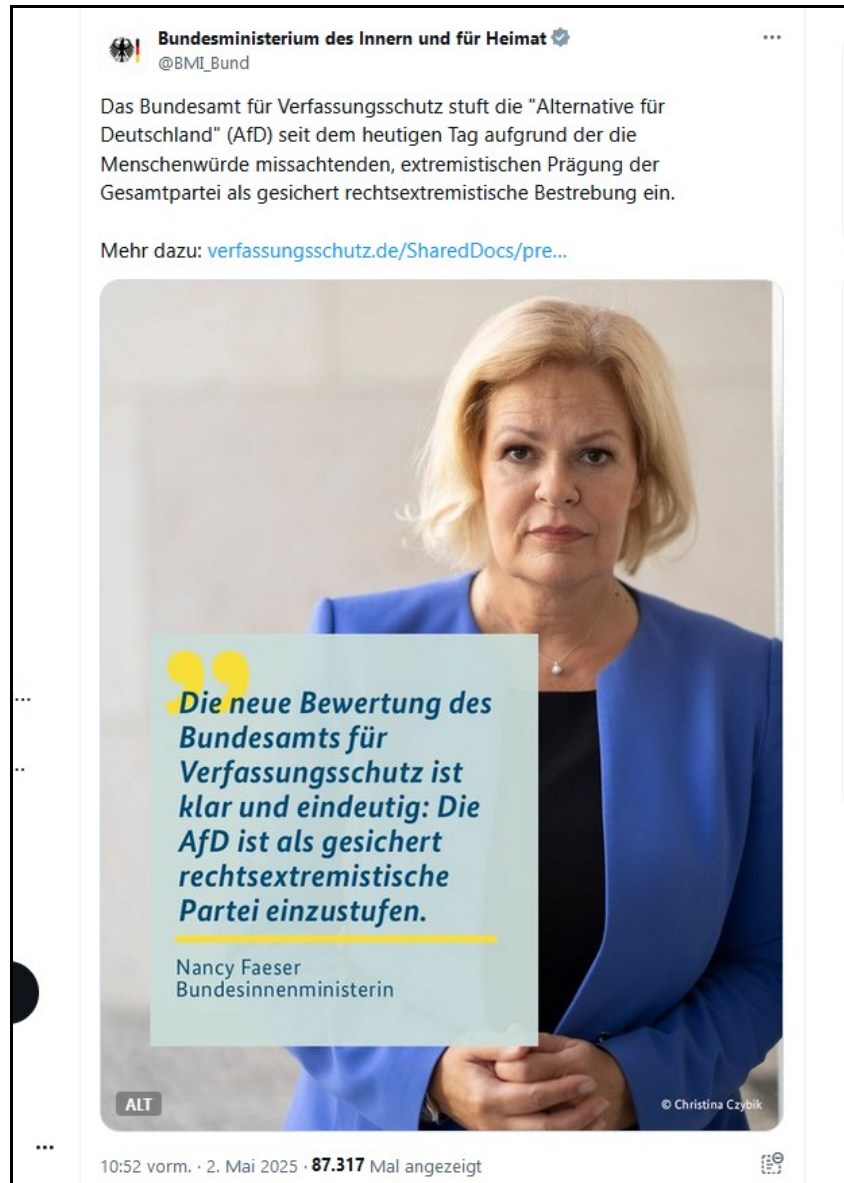 Bundesministerium des Innern und für Heimat
@BMI_Bund
...
Das Bundesamt für Verfassungsschutz stuft die "Alternative für
Deutschland" (AfD) seit dem heutigen Tag aufgrund der die
Menschenwürde missachtenden, extremistischen Prägung der
Gesamtpartei als gesichert rechtsextremistische Bestrebung ein.
Mehr dazu: verfassungsschutz.de/SharedDocs/pre...
Die neue Bewertung des
Bundesamts für
Verfassungsschutz ist
klar und eindeutig: Die
AfD ist als gesichert
rechtsextremistische
Partei einzustufen.
Nancy Faeser
Bundesinnenministerin
ALT
© Christina Czybik
10:52 vorm. · 2. Mai 2025 · 87.317 Mal angezeigt